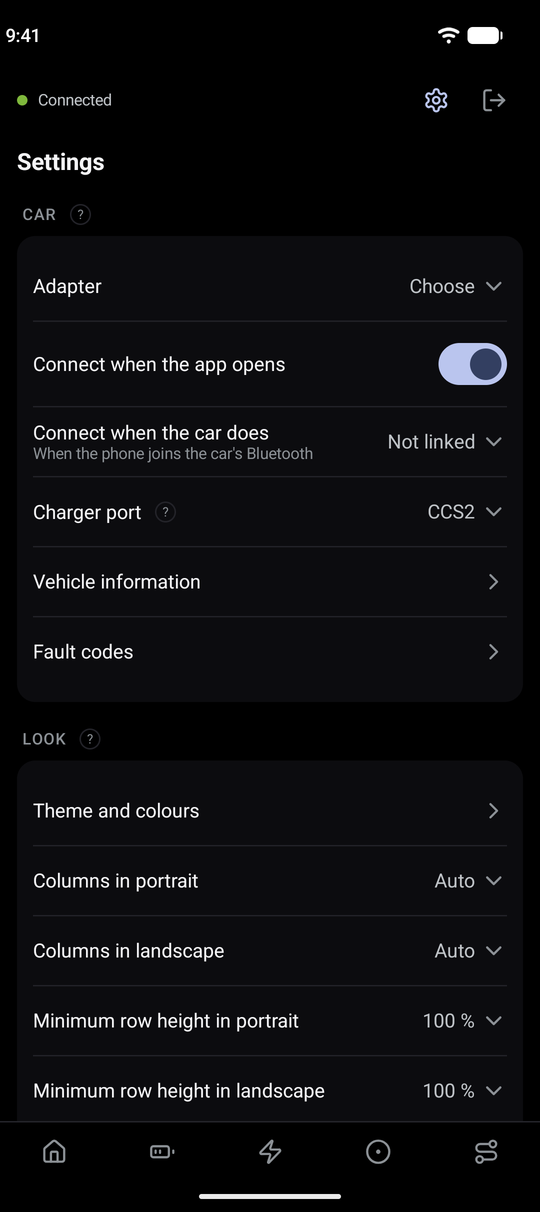 9:41
Connected
Settings
CAR ?
Adapter Choose
Connect when the app opens
Connect when the car does
When the phone joins the car's Bluetooth
Not linked
Charger port ? CCS2
Vehicle information
Fault codes
LOOK ?
Theme and colours
Columns in portrait Auto
Columns in landscape Auto
Minimum row height in portrait 100 %
Minimum row height in landscape 100 %